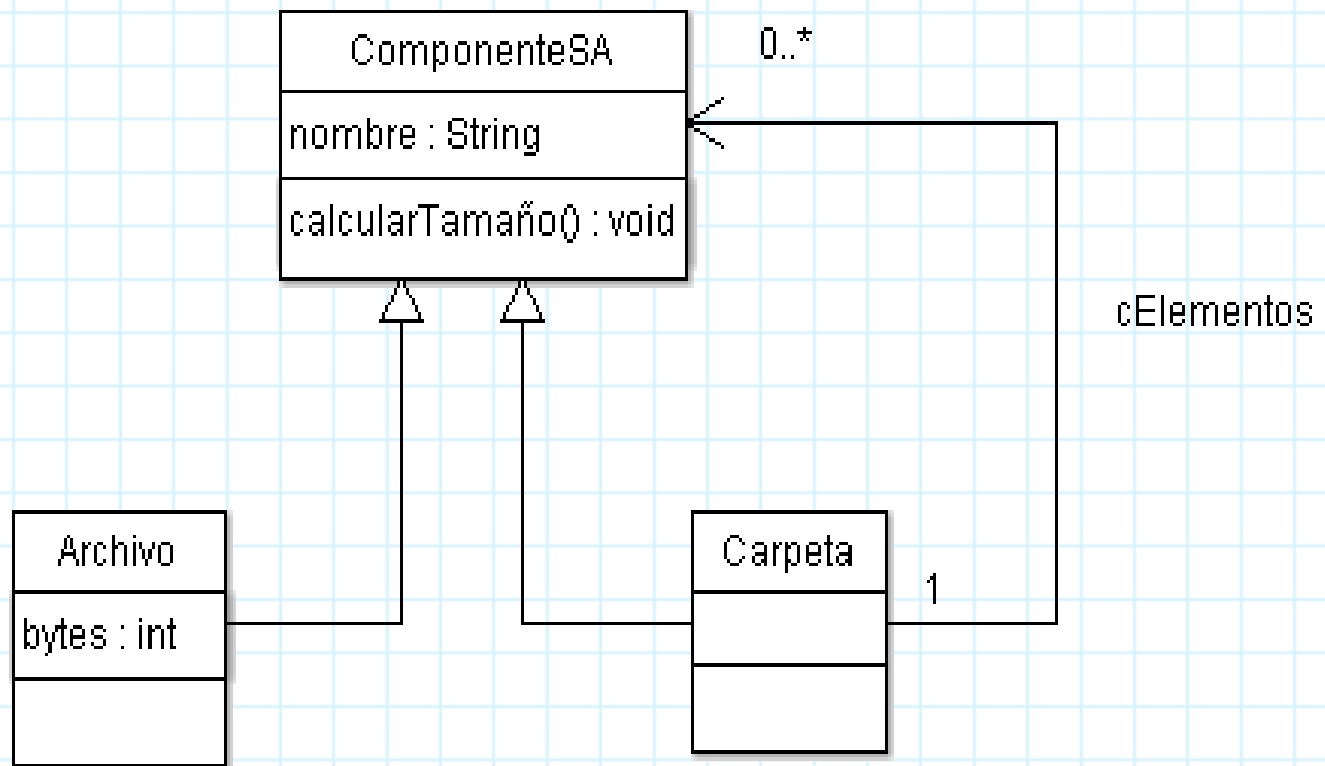 ComponenteSA
0..*
nombre : String
calcularTamaño() : void
cElementos
Archivo
bytes : int
Carpeta
1